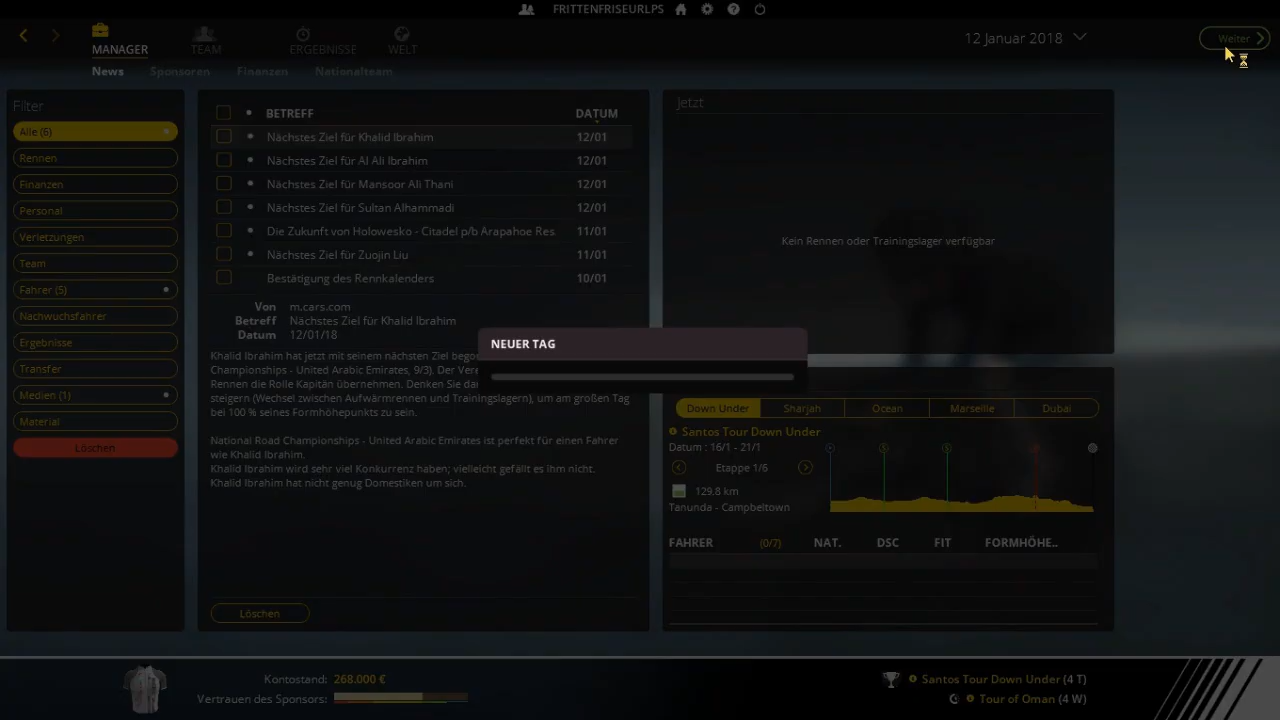 FRITTENFRISEURLPS
MANAGER
TEAM
ERGEBNISSE
WELT
12 Januar 2018
Weiter
News
Sponsoren
Finanzen
Nationalteam
Filter
Alle (6)
Rennen
Finanzen
Personal
Verletzungen
Team
Fahrer (5)
Nachwuchsfahrer
Ergebnisse
Transfer
Medien (1)
Material
Löschen
BETREFF DATUM
Nächstes Ziel für Khalid Ibrahim 12/01
Nächstes Ziel für Al Ali Ibrahim 12/01
Nächstes Ziel für Mansoor Ali Thani 12/01
Nächstes Ziel für Sultan Alhammadi 12/01
Die Zukunft von Holowesko - Citadel p/b Arapahoe Res 11/01
Nächstes Ziel für Zuojin Liu 11/01
Bestätigung des Rennkalenders 10/01
Von m.cars.com
Betreff Nächstes Ziel für Khalid Ibrahim
Datum 12/01/18
Khalid Ibrahim hat jetzt mit seinem nächsten Ziel
Championships - United Arabic Emirates, 9/3). Der
Rennen die Rolle Kapitän übernehmen. Denken Sie
steigern (Wechsel zwischen Aufwärmrennen und Trainingslagern), um am großen Tag
bei 100 % seines Formhöhepunkts zu sein.
National Road Championships - United Arabic Emirates ist perfekt für einen Fahrer
wie Khalid Ibrahim.
Khalid Ibrahim wird sehr viel Konkurrenz haben; vielleicht gefällt es ihm nicht.
Khalid Ibrahim hat nicht genug Domestiken um sich.
Löschen
NEUER TAG
Jetzt
Kein Rennen oder Trainingslager verfügbar
Down Under Sharjah Ocean Marseille Dubai
Santos Tour Down Under
Datum : 16/1 - 21/1
Etappe 1/6
129.8 km
Tanunda - Campbeltown
FAHRER (0/7) NAT. DSC FIT FORMHÖHE..
Kontostand: 268.000 €
Vertrauen des Sponsors:
Santos Tour Down Under (4 T)
Tour of Oman (4 W)